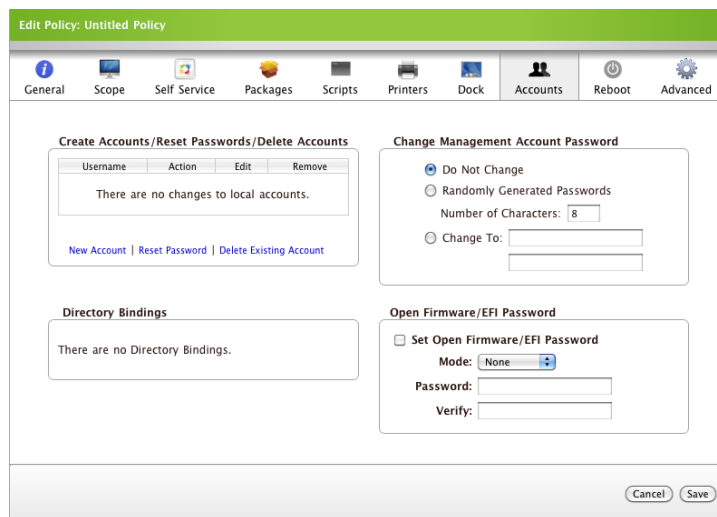 Edit Policy: Untitled Policy
General Scope Self Service Packages Scripts Printers Dock Accounts Reboot Advanced
Create Accounts/Reset Passwords/Delete Accounts
Username Action Edit Remove
There are no changes to local accounts.
New Account | Reset Password | Delete Existing Account
Change Management Account Password
Do Not Change
Randomly Generated Passwords
Number of Characters: 8
Change To:
Directory Bindings
There are no Directory Bindings.
Open Firmware/EFI Password
Set Open Firmware/EFI Password
Mode: None
Password:
Verify:
Cancel Save